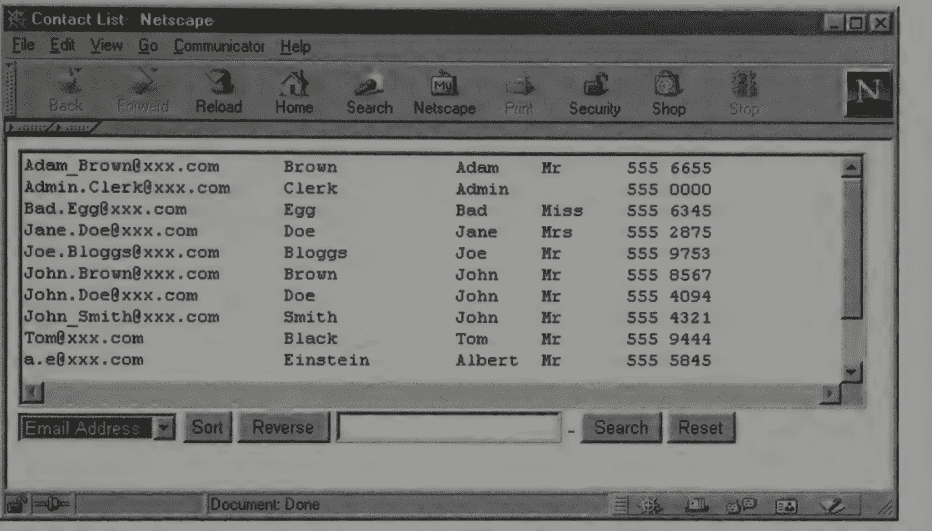 Contact List - Netscape
File Edit View Go Communicator Help
Back Forward Reload Home Search Netscape Print Security Shop Stop
My
N
Adam_Brown@xxx.com Brown Adam Mr 555 6655
Admin.Clerk@xxx.com Clerk Admin 555 0000
Bad.Egg@xxx.com Egg Bad Miss 555 6345
Jane.Doe@xxx.com Doe Jane Mrs 555 2875
Joe.Bloggs@xxx.com Bloggs Joe Mr 555 9753
John.Brown@xxx.com Brown John Mr 555 8567
John.Doe@xxx.com Doe John Mr 555 4094
John_Smith@xxx.com Smith John Mr 555 4321
Tom@xxx.com Black Tom Mr 555 9444
a.e@xxx.com Einstein Albert Mr 555 5845
Email Address Sort Reverse - Search Reset
Document: Done